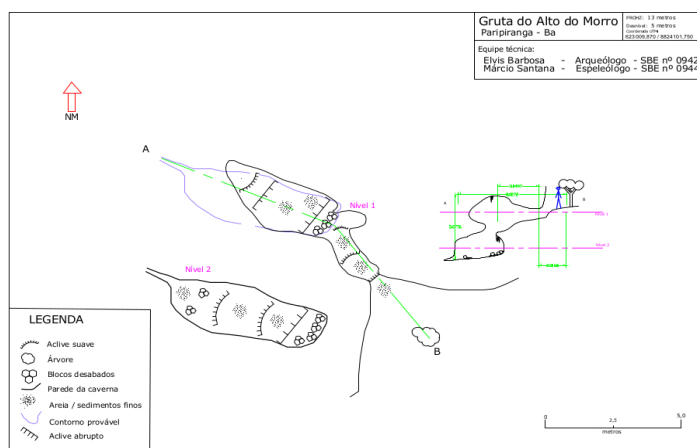 Gruta do Alto do Morro
Paripiranga - Ba
PROHZ: 13 metros
Desnível: 5 metros
Coordenada UTM
623009,870 / 8824101,750
Equipe técnica:
Elvis Barbosa - Arqueólogo - SBE nº 0942
Márcio Santana - Espeleólogo - SBE nº 0944
NM
A
Nível 1
A
B
Nível 1
Nível 2
Nível 2
B
LEGENDA
Aclive suave
Árvore
Blocos desabados
Parede da caverna
Areia / sedimentos finos
Contorno provável
Aclive abrupto
0
2,5
5,0
metros